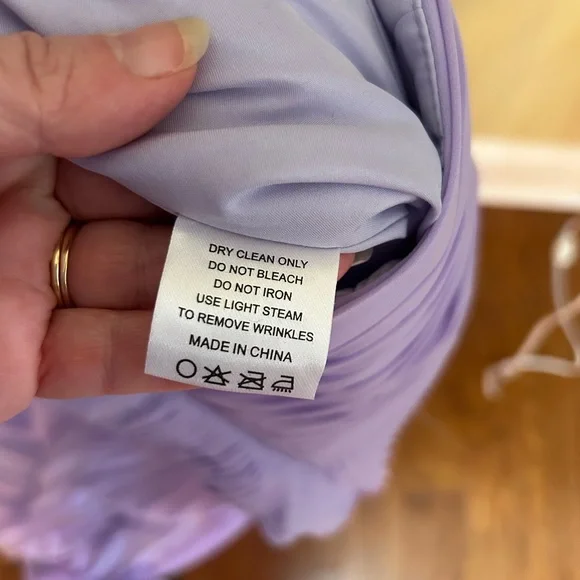 DRY CLEAN ONLY
DO NOT BLEACH
DO NOT IRON
USE LIGHT STEAM
TO REMOVE WRINKLES
MADE IN CHINA